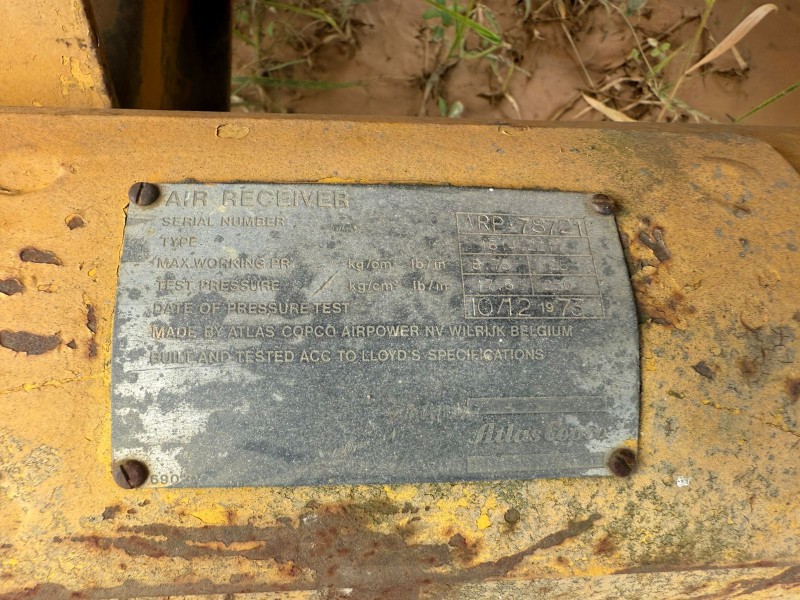 AIR RECEIVER
SERIAL NUMBER ARP 78721
TYPE
MAX.WORKING PR kg/cm² lb/in
TEST PRESSURE kg/cm² lb/in
DATE OF PRESSURE TEST 10/12 1973
MADE BY ATLAS COPCO AIRPOWER NV WILRIJK BELGIUM
BUILT AND TESTED ACC TO LLOYD'S SPECIFICATIONS
Atlas Copco
690